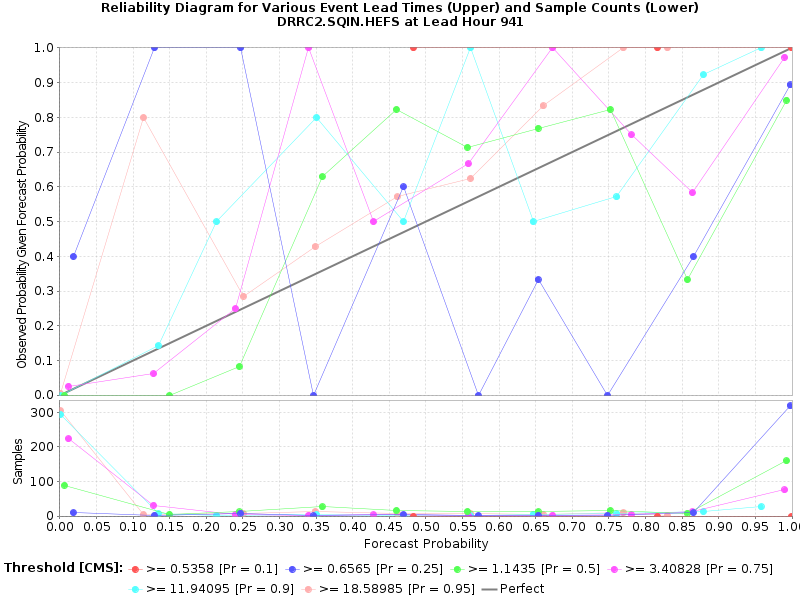 Reliability Diagram for Various Event Lead Times (Upper) and Sample Counts (Lower)
DRRC2.SQIN.HEFS at Lead Hour 941
Observed Probability Given Forecast Probability
1.0
0.9
0.8
0.7
0.6
0.5
0.4
0.3
0.2
0.1
0.0
Samples
300
200
100
0
0.00 0.05 0.10 0.15 0.20 0.25 0.30 0.35 0.40 0.45 0.50 0.55 0.60 0.65 0.70 0.75 0.80 0.85 0.90 0.95 1.0
Forecast Probability
Threshold [CMS]: >= 0.5358 [Pr = 0.1] >= 0.6565 [Pr = 0.25] >= 1.1435 [Pr = 0.5] >= 3.40828 [Pr = 0.75]
>= 11.94095 [Pr = 0.9] >= 18.58985 [Pr = 0.95] Perfect